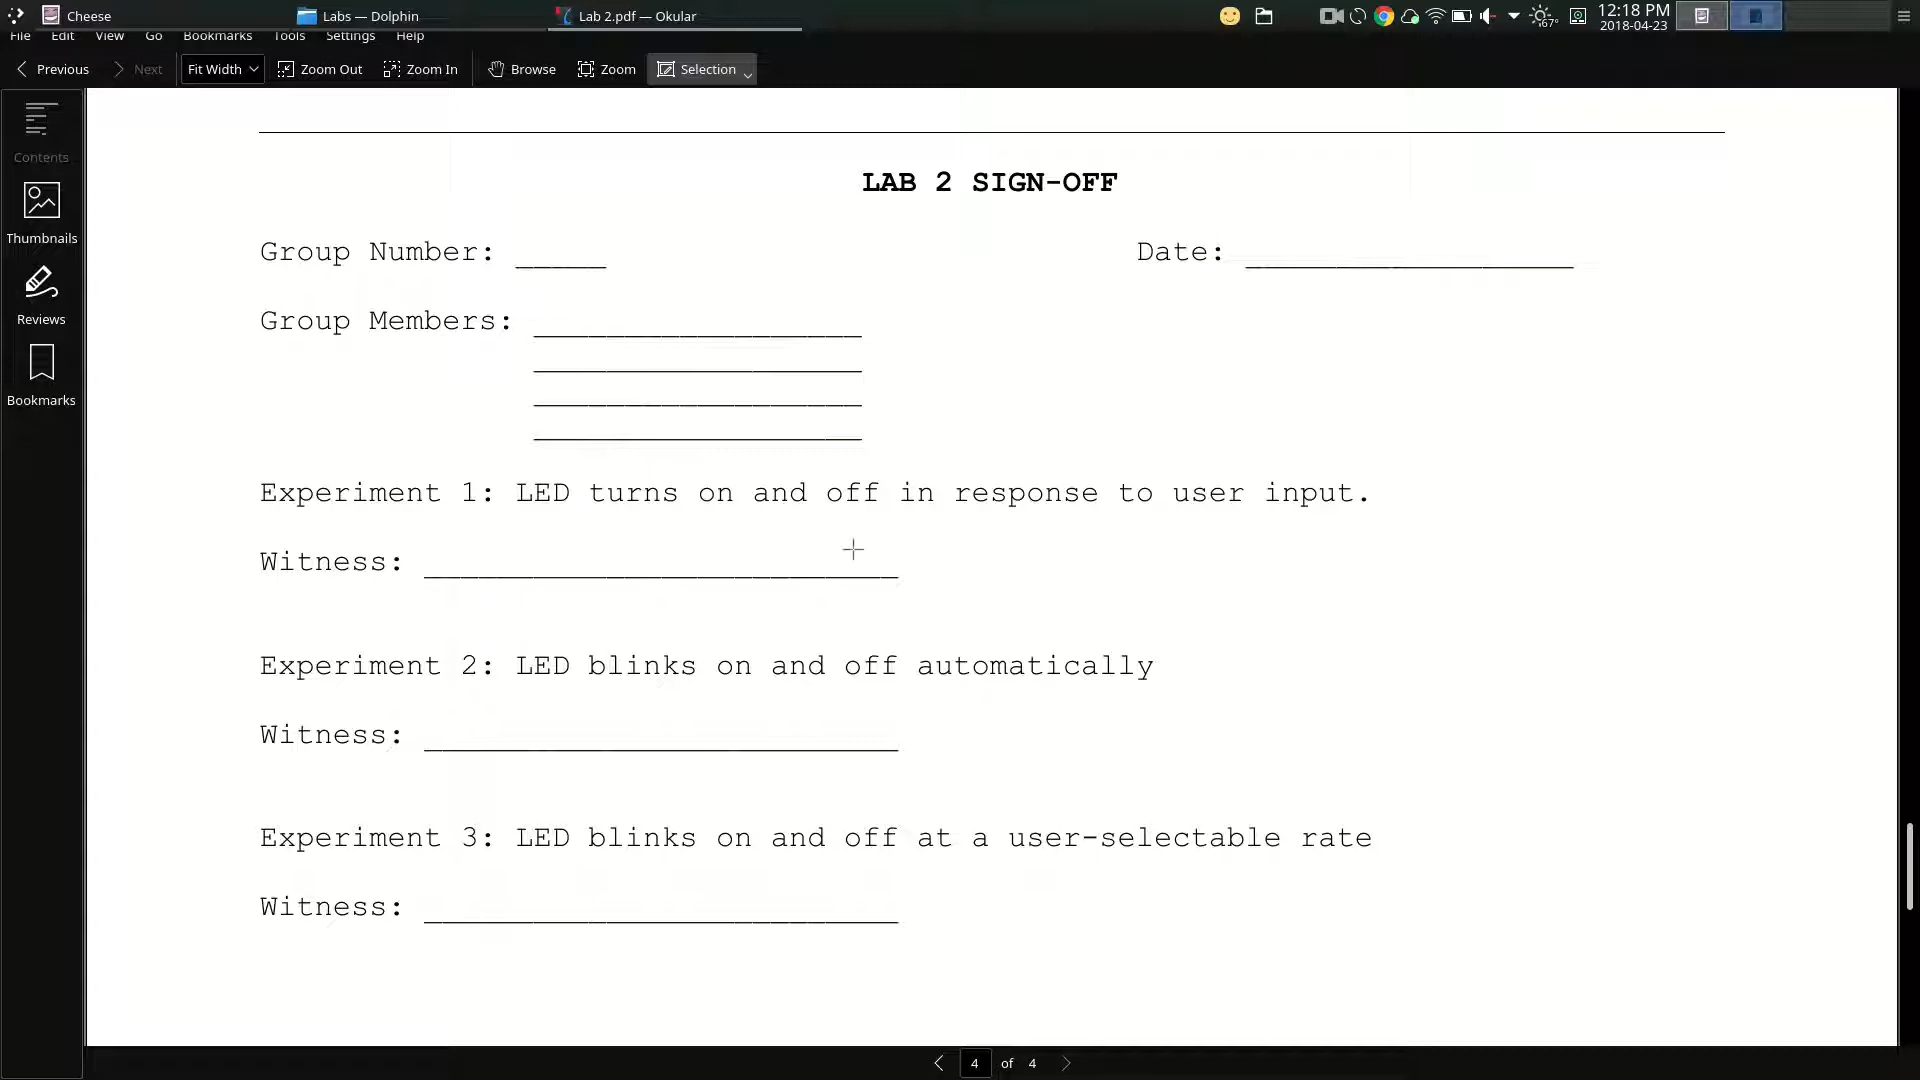 Cheese
Labs — Dolphin
Lab 2.pdf — Okular
67°
12:18 PM
2018-04-23
File Edit View Go Bookmarks Tools Settings Help
Previous Next Fit Width Zoom Out Zoom In Browse Zoom Selection
Contents
Thumbnails
Reviews
Bookmarks
LAB 2 SIGN-OFF
Group Number: _____ Date: __________________
Group Members: __________________
__________________
__________________
__________________
Experiment 1: LED turns on and off in response to user input.
Witness: __________________________
Experiment 2: LED blinks on and off automatically
Witness: __________________________
Experiment 3: LED blinks on and off at a user-selectable rate
Witness: __________________________
4 of 4